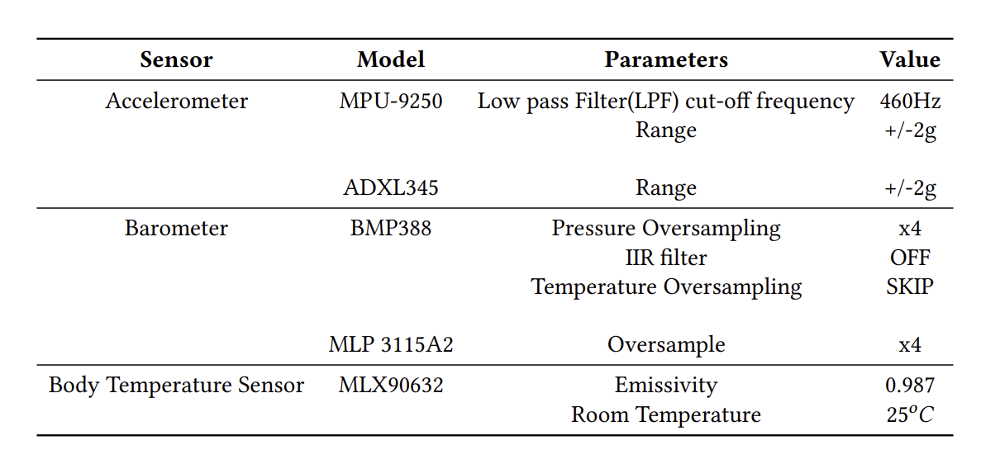 Sensor Model Parameters Value
Accelerometer MPU-9250 Low pass Filter(LPF) cut-off frequency 460Hz
Range +/-2g
ADXL345 Range +/-2g
Barometer BMP388 Pressure Oversampling x4
IIR filter OFF
Temperature Oversampling SKIP
MLP 3115A2 Oversample x4
Body Temperature Sensor MLX90632 Emissivity 0.987
Room Temperature 25°C